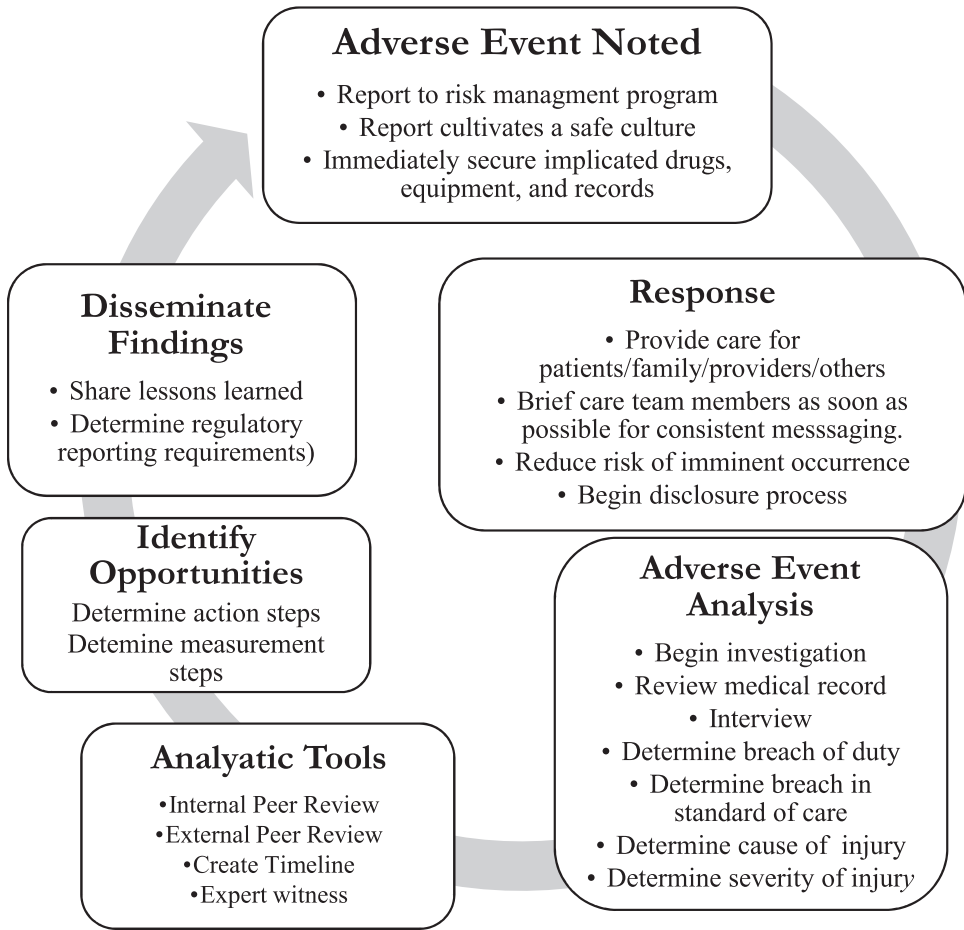 Adverse Event Noted
• Report to risk managment program
• Report cultivates a safe culture
• Immediately secure implicated drugs,
equipment, and records
Response
• Provide care for
patients/family/providers/others
• Brief care team members as soon as
possible for consistent messsaging.
• Reduce risk of imminent occurrence
• Begin disclosure process
Adverse Event
Analysis
• Begin investigation
• Review medical record
• Interview
• Determine breach of duty
• Determine breach in
standard of care
• Determine cause of injury
• Determine severity of injury
Analyatic Tools
•Internal Peer Review
•External Peer Review
•Create Timeline
•Expert witness
Identify
Opportunities
Determine action steps
Detemine measurement
steps
Disseminate
Findings
• Share lessons learned
• Determine regulatory
reporting requirements)